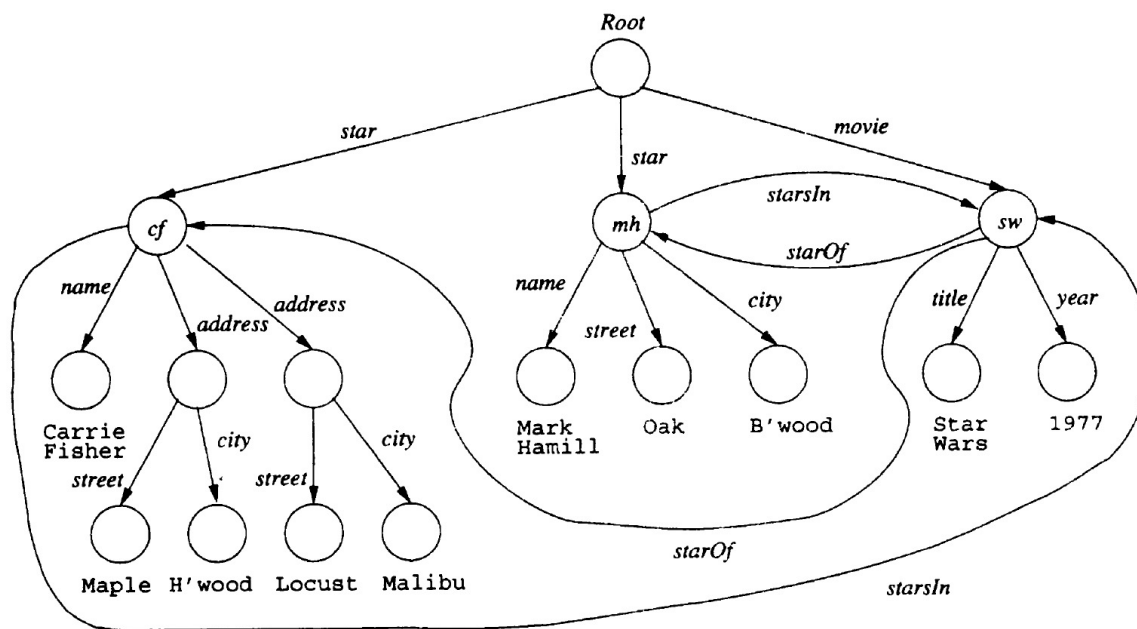 Root
star
star
movie
starsIn
cf
mh
sw
starOf
name
address
address
name
street
city
title
year
Carrie
Fisher
Mark
Hamill
Oak
B'wood
Star
Wars
1977
street
city
street
city
Maple
H'wood
Locust
Malibu
starOf
starsIn